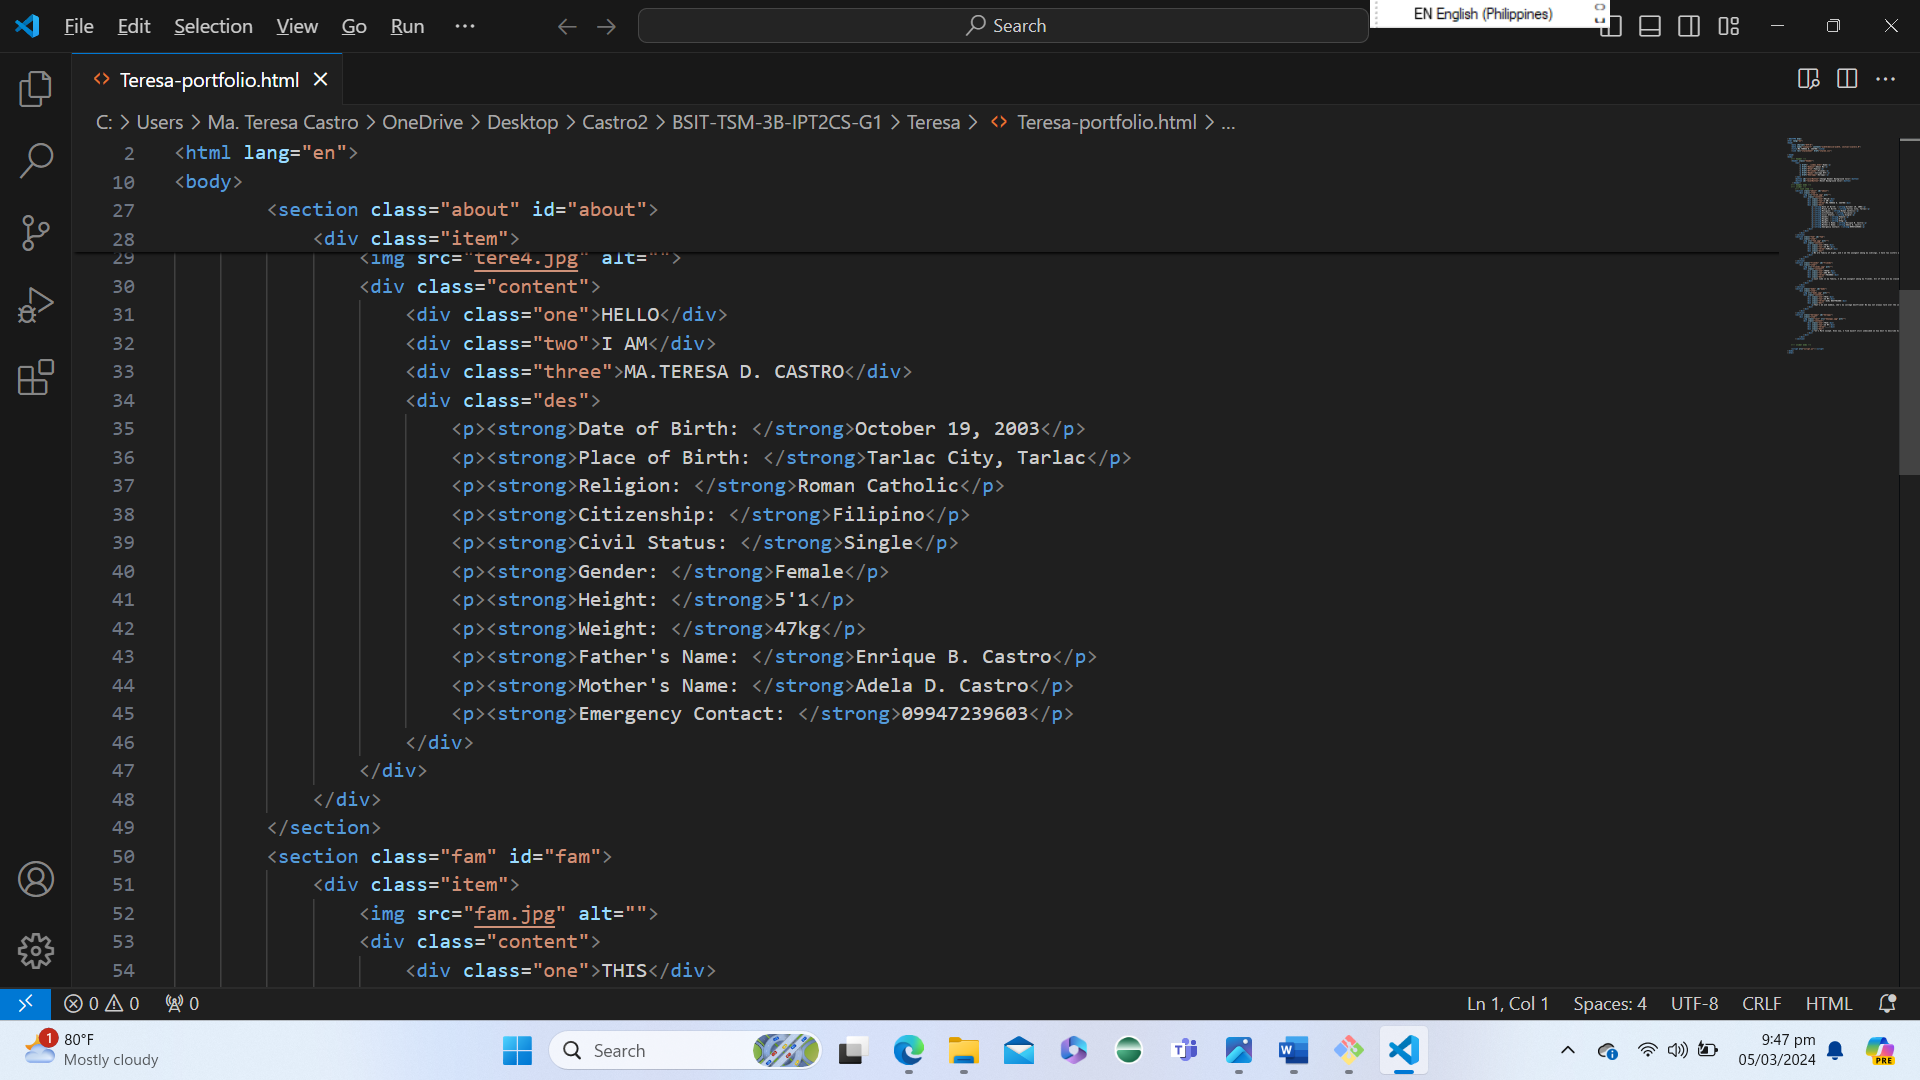 File Edit Selection View Go Run ···
Search
EN English (Philippines)
Teresa-portfolio.html
C: > Users > Ma. Teresa Castro > OneDrive > Desktop > Castro2 > BSIT-TSM-3B-IPT2CS-G1 > Teresa > <> Teresa-portfolio.html > ...
2 <html lang="en">
10 <body>
27 <section class="about" id="about">
28 <div class="item">
29 <img src="tere4.jpg" alt="">
30 <div class="content">
31 <div class="one">HELLO</div>
32 <div class="two">I AM</div>
33 <div class="three">MA.TERESA D. CASTRO</div>
34 <div class="des">
35 <p><strong>Date of Birth: </strong>October 19, 2003</p>
36 <p><strong>Place of Birth: </strong>Tarlac City, Tarlac</p>
37 <p><strong>Religion: </strong>Roman Catholic</p>
38 <p><strong>Citizenship: </strong>Filipino</p>
39 <p><strong>Civil Status: </strong>Single</p>
40 <p><strong>Gender: </strong>Female</p>
41 <p><strong>Height: </strong>5'1</p>
42 <p><strong>Weight: </strong>47kg</p>
43 <p><strong>Father's Name: </strong>Enrique B. Castro</p>
44 <p><strong>Mother's Name: </strong>Adela D. Castro</p>
45 <p><strong>Emergency Contact: </strong>09947239603</p>
46 </div>
47 </div>
48 </div>
49 </section>
50 <section class="fam" id="fam">
51 <div class="item">
52 <img src="fam.jpg" alt="">
53 <div class="content">
54 <div class="one">THIS</div>
0 0 0
Ln 1, Col 1 Spaces: 4 UTF-8 CRLF HTML
1 80°F
Mostly cloudy
Search
9:47 pm
05/03/2024
PRE